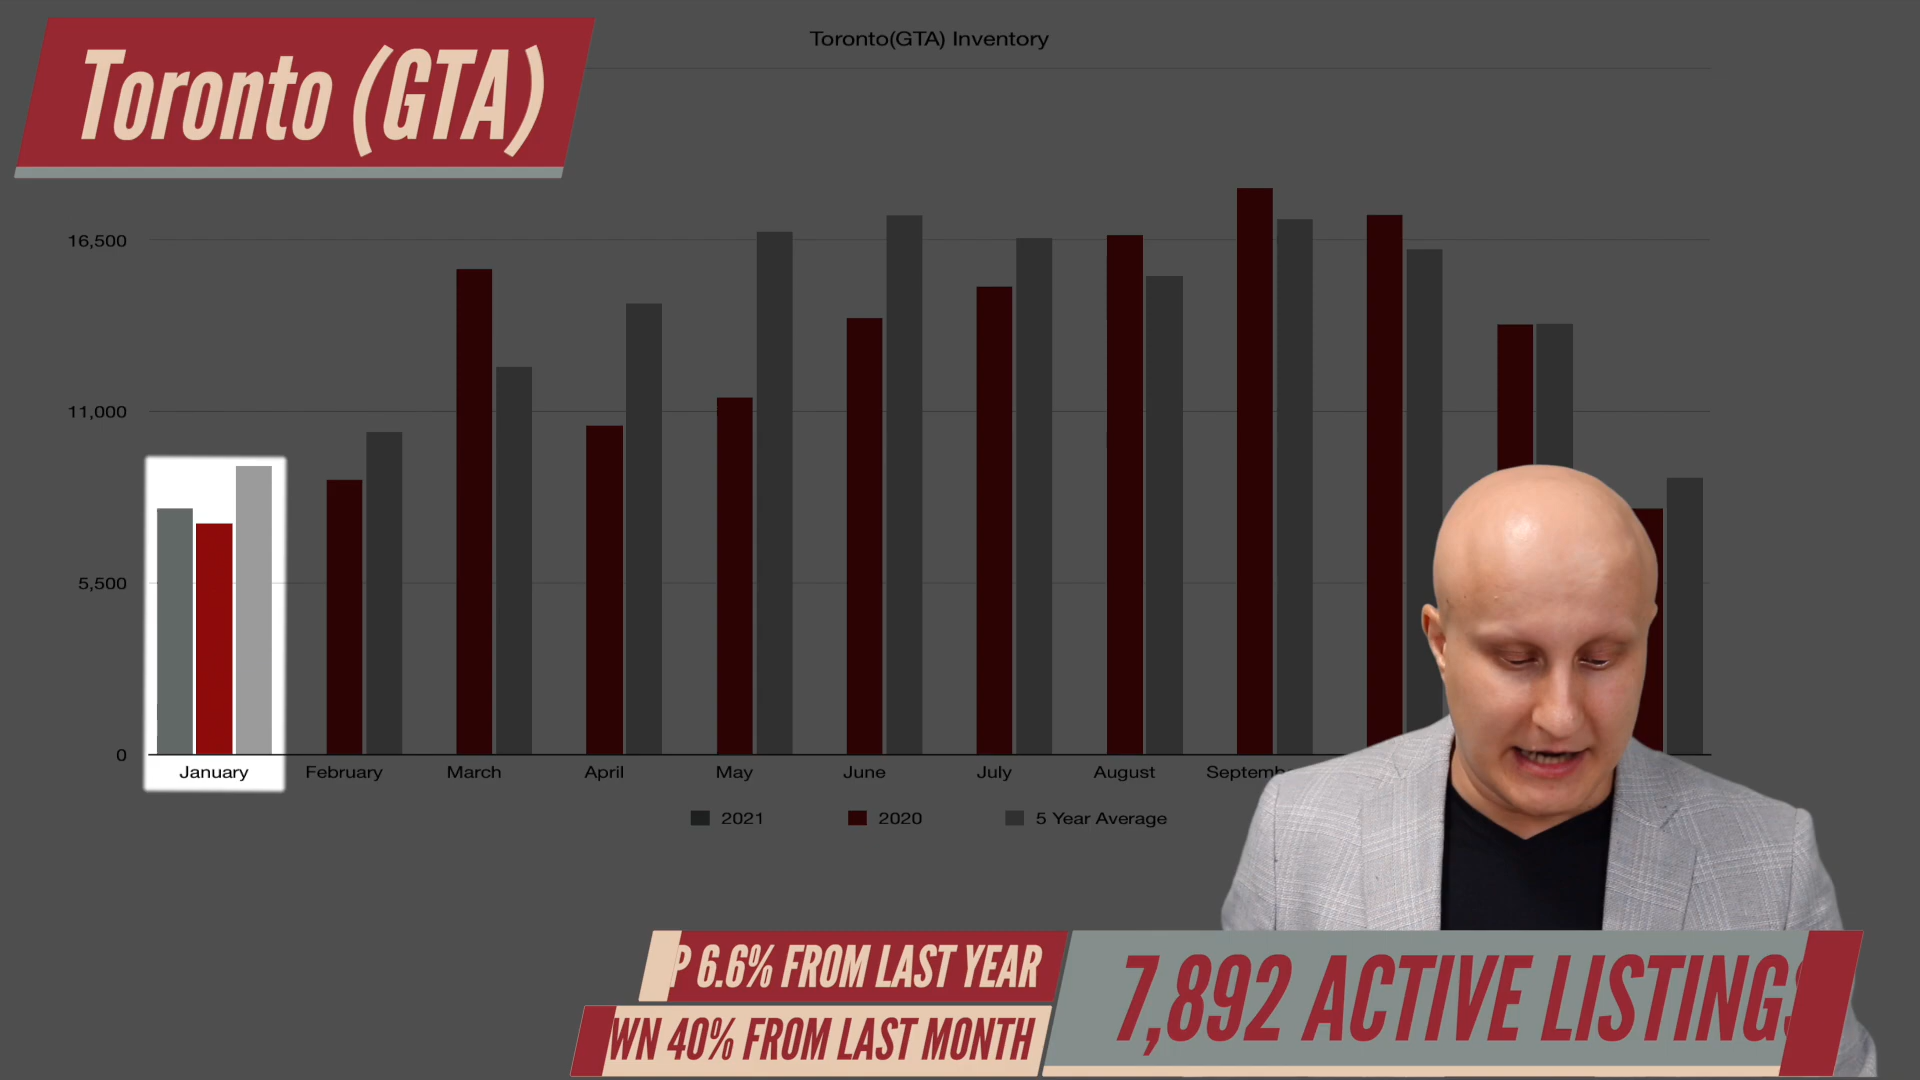 Toronto (GTA)
Toronto(GTA) Inventory
16,500
11,000
5,500
0
January February March April May June July August
2021 2020 5 Year Average
6.6% FROM LAST YEAR
40% FROM LAST MONTH
7,892 ACTIVE